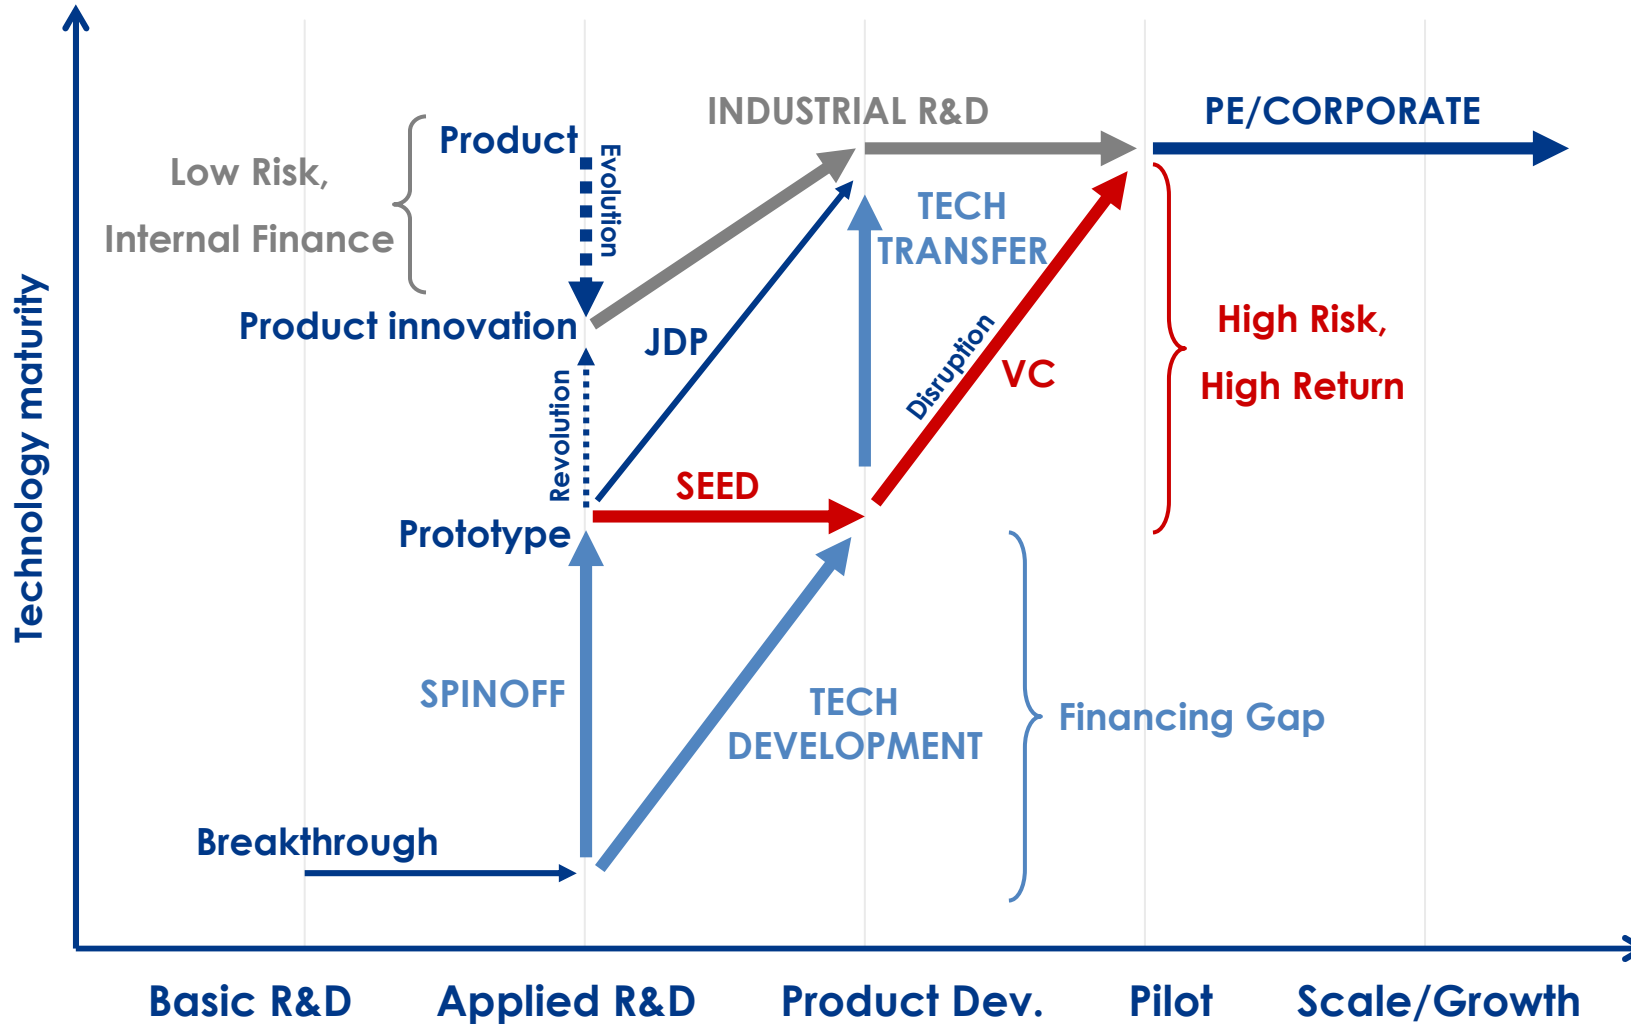 INDUSTRIAL R&D
PE/CORPORATE
Product
Evolution
Low Risk,
Internal Finance
TECH
TRANSFER
Product innovation
JDP
Disruption
VC
High Risk,
High Return
Technology maturity
Revolution
SEED
Prototype
SPINOFF
TECH
DEVELOPMENT
Financing Gap
Breakthrough
Basic R&D
Applied R&D
Product Dev.
Pilot
Scale/Growth